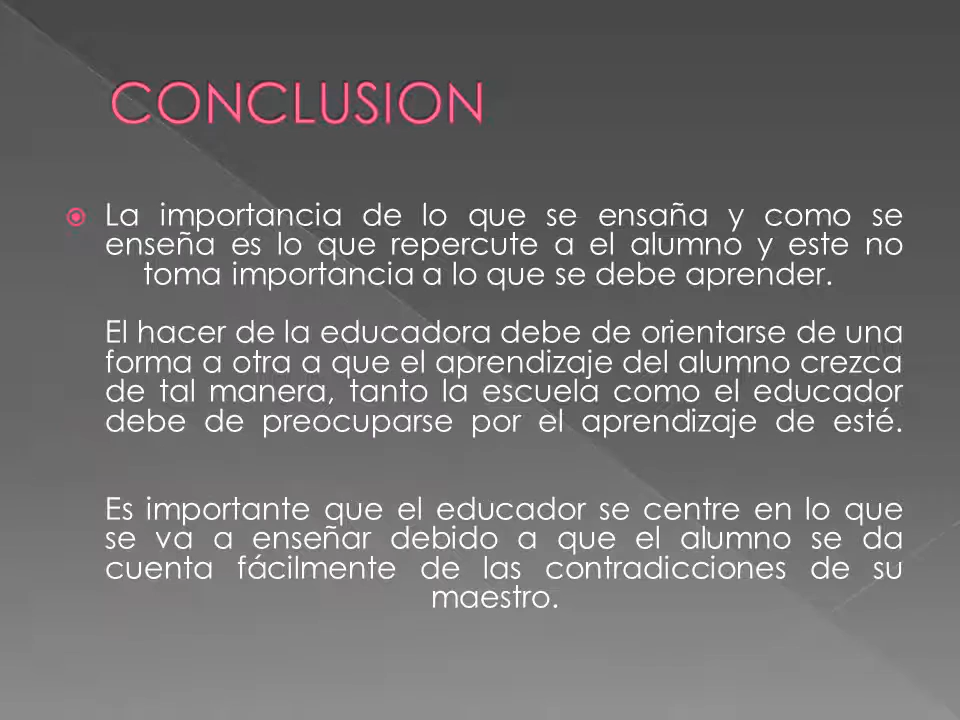 CONCLUSION
La importancia de lo que se ensaña y como se
enseña es lo que repercute a el alumno y este no
toma importancia a lo que se debe aprender.
El hacer de la educadora debe de orientarse de una
forma a otra a que el aprendizaje del alumno crezca
de tal manera, tanto la escuela como el educador
debe de preocuparse por el aprendizaje de esté.
Es importante que el educador se centre en lo que
se va a enseñar debido a que el alumno se da
cuenta fácilmente de las contradicciones de su
maestro.